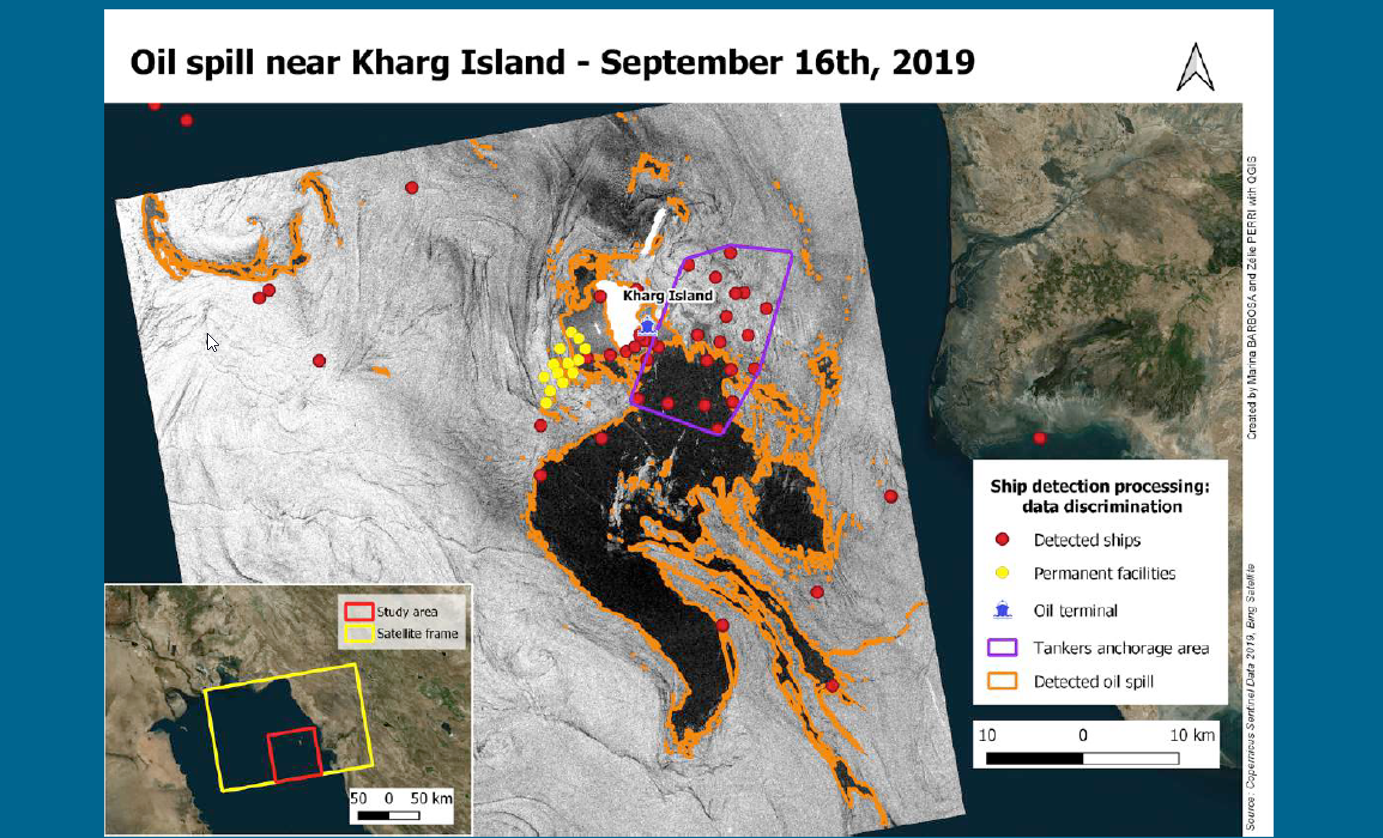 Oil spill near Kharg Island - September 16th, 2019
Kharg Island
Created by Marina BARBOSA and Zélie PERRI with QGIS
Ship detection processing:
data discrimination
Detected ships
Permanent facilities
Oil terminal
Tankers anchorage area
Detected oil spill
10 0 10 km
Study area
Satellite frame
50 0 50 km
Source: Copernicus Sentinel Data 2019, Bing Satellite